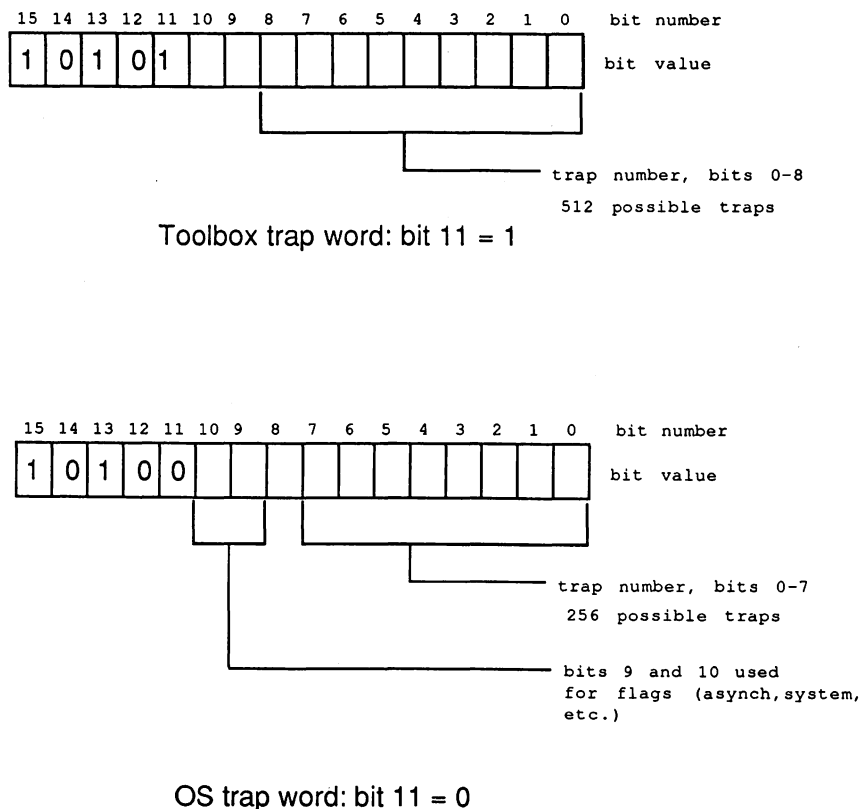 15 14 13 12 11 10 9 8 7 6 5 4 3 2 1 0 bit number
1 0 1 0 1 bit value
trap number, bits 0-8
512 possible traps
Toolbox trap word: bit 11 = 1
15 14 13 12 11 10 9 8 7 6 5 4 3 2 1 0 bit number
1 0 1 0 0 bit value
trap number, bits 0-7
256 possible traps
bits 9 and 10 used
for flags (asynch,system,
etc.)
OS trap word: bit 11 = 0